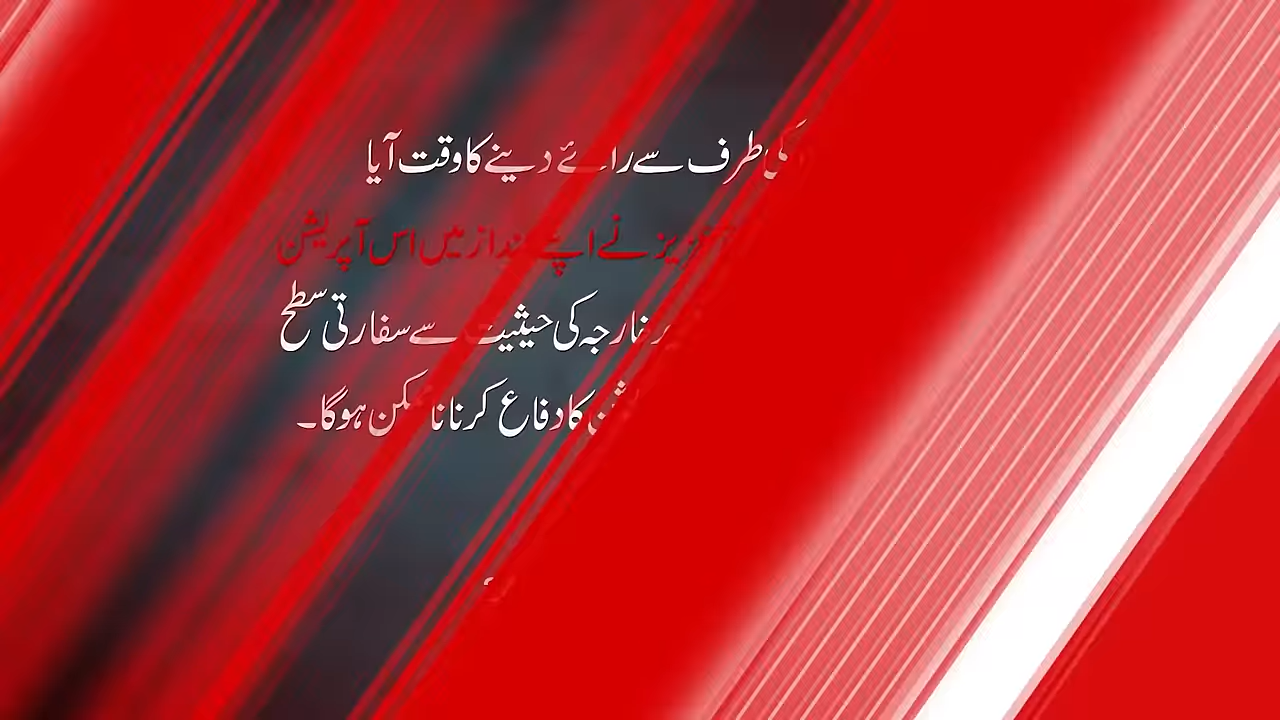 کی طرف سے رائے دینے کا وقت آیا
نے اپنے انداز میں اس آپریشن
خارجہ کی حیثیت سے سفارتی سطح
کا دفاع کرنا ناممکن ہوگا۔